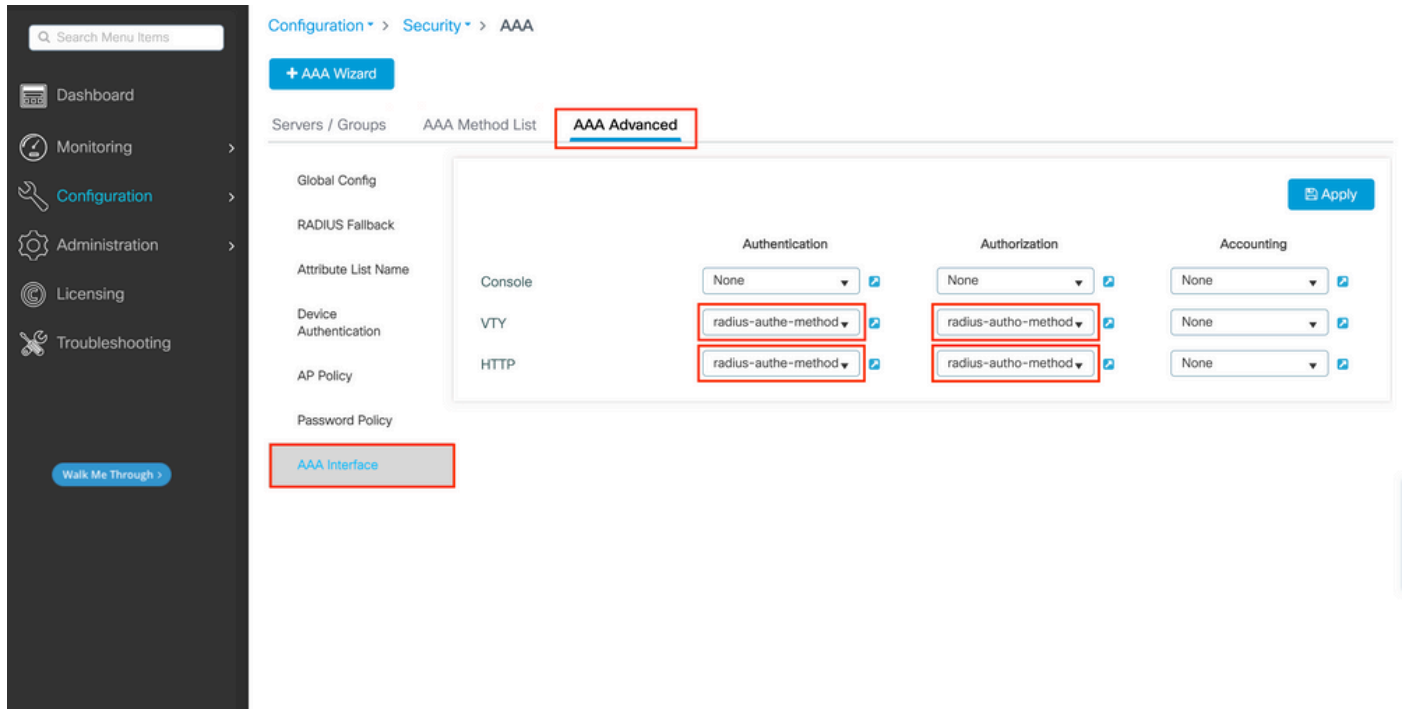 Search Menu Items
Dashboard
Monitoring
Configuration
Administration
Licensing
Troubleshooting
Walk Me Through >
Configuration > Security > AAA
+ AAA Wizard
Servers / Groups AAA Method List AAA Advanced
Global Config
RADIUS Fallback
Attribute List Name
Device
Authentication
AP Policy
Password Policy
AAA Interface
Apply
Authentication Authorization Accounting
Console None None None
VTY radius-authe-method radius-autho-method None
HTTP radius-authe-method radius-autho-method None